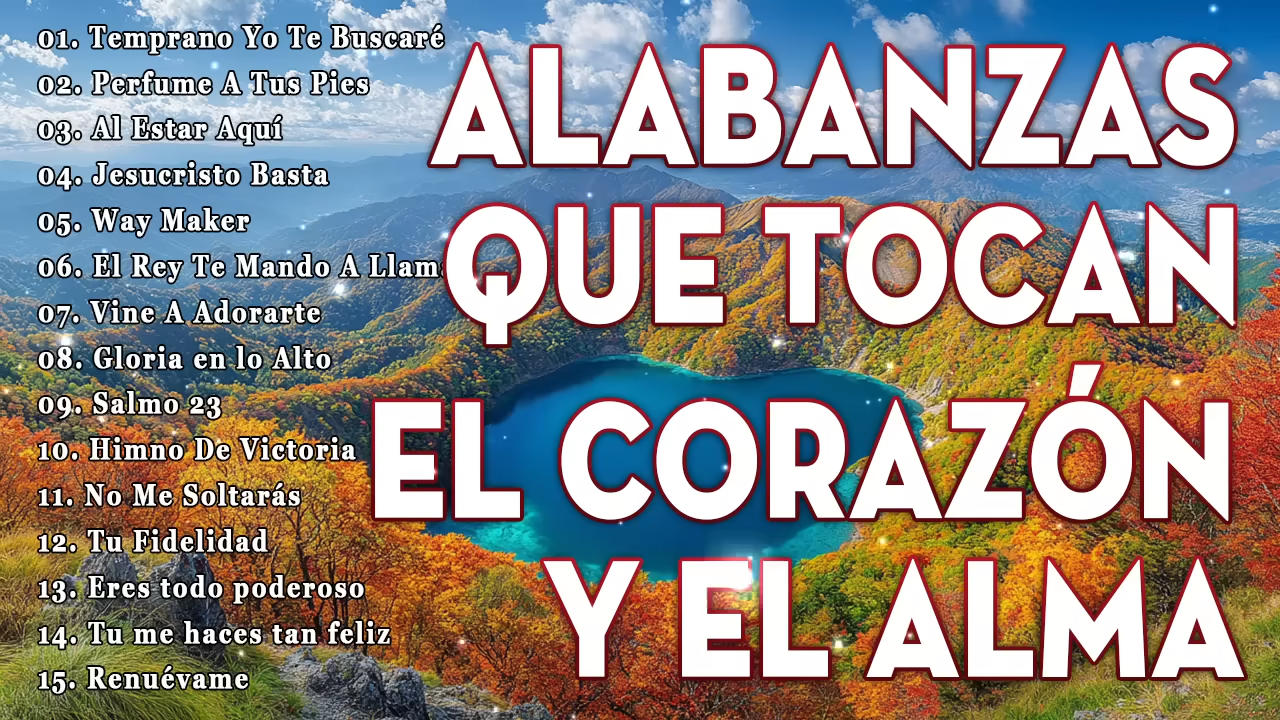 01. Temprano Yo Te Buscaré
02. Perfume A Tus Pies
03. Al Estar Aquí
04. Jesucristo Basta
05. Way Maker
06. El Rey Te Mando A
07. Vine A Adorarte
08. Gloria en lo Alto
09. Salmo 23
10. Himno De Victoria
11. No Me Soltarás
12. Tu Fidelidad
13. Eres todo poderoso
14. Tu me haces tan feliz
15. Renuévame
ALABANZAS
QUE TOCAN
EL CORAZÓN
Y EL ALMA